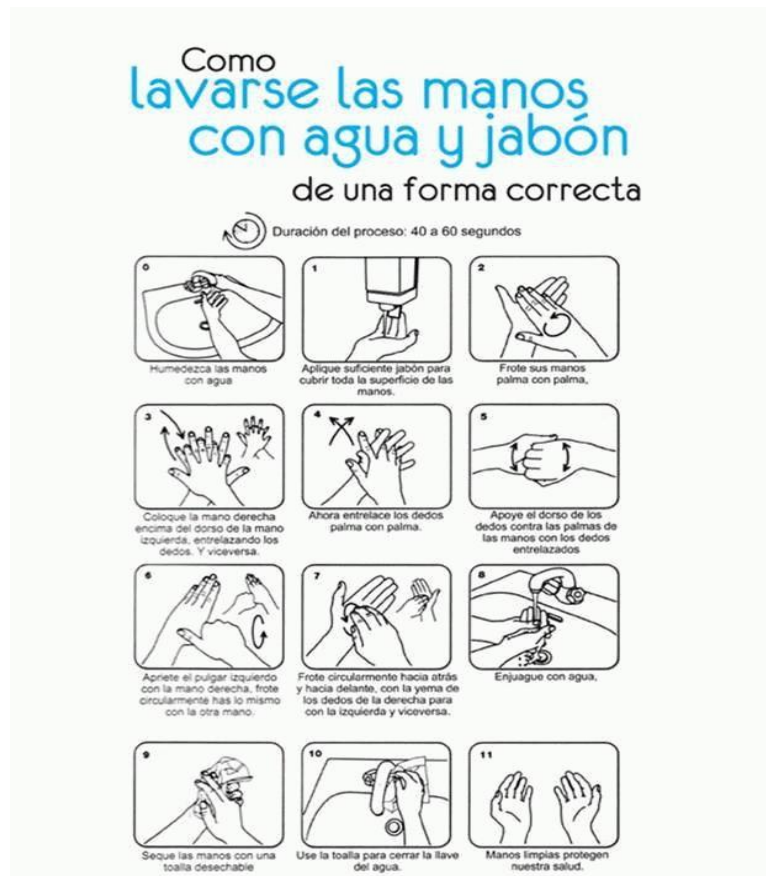 Como
lavarse las manos
con agua y jabón
de una forma correcta
Duración del proceso: 40 a 60 segundos
0
Humedezca las manos
con agua
1
Aplique suficiente jabón para
cubrir toda la superficie de las
manos.
2
Frote sus manos
palma con palma,
3
Coloque la mano derecha
encima del dorso de la mano
izquierda, entrelazando los
dedos. Y viceversa.
4
Ahora entrelace los dedos
palma con palma.
5
Apoye el dorso de los
dedos contra las palmas de
las manos con los dedos
entrelazados
6
Apriete el pulgar izquierdo
con la mano derecha, frote
circularmente has lo mismo
con la otra mano.
7
Frote circularmente hacia atrás
y hacia delante, con la yema de
los dedos de la derecha para
con la izquierda y viceversa.
8
Enjuague con agua,
9
Seque las manos con una
toalla desechable
10
Use la toalla para cerrar la llave
del agua.
11
Manos limpias protegen
nuestra salud.